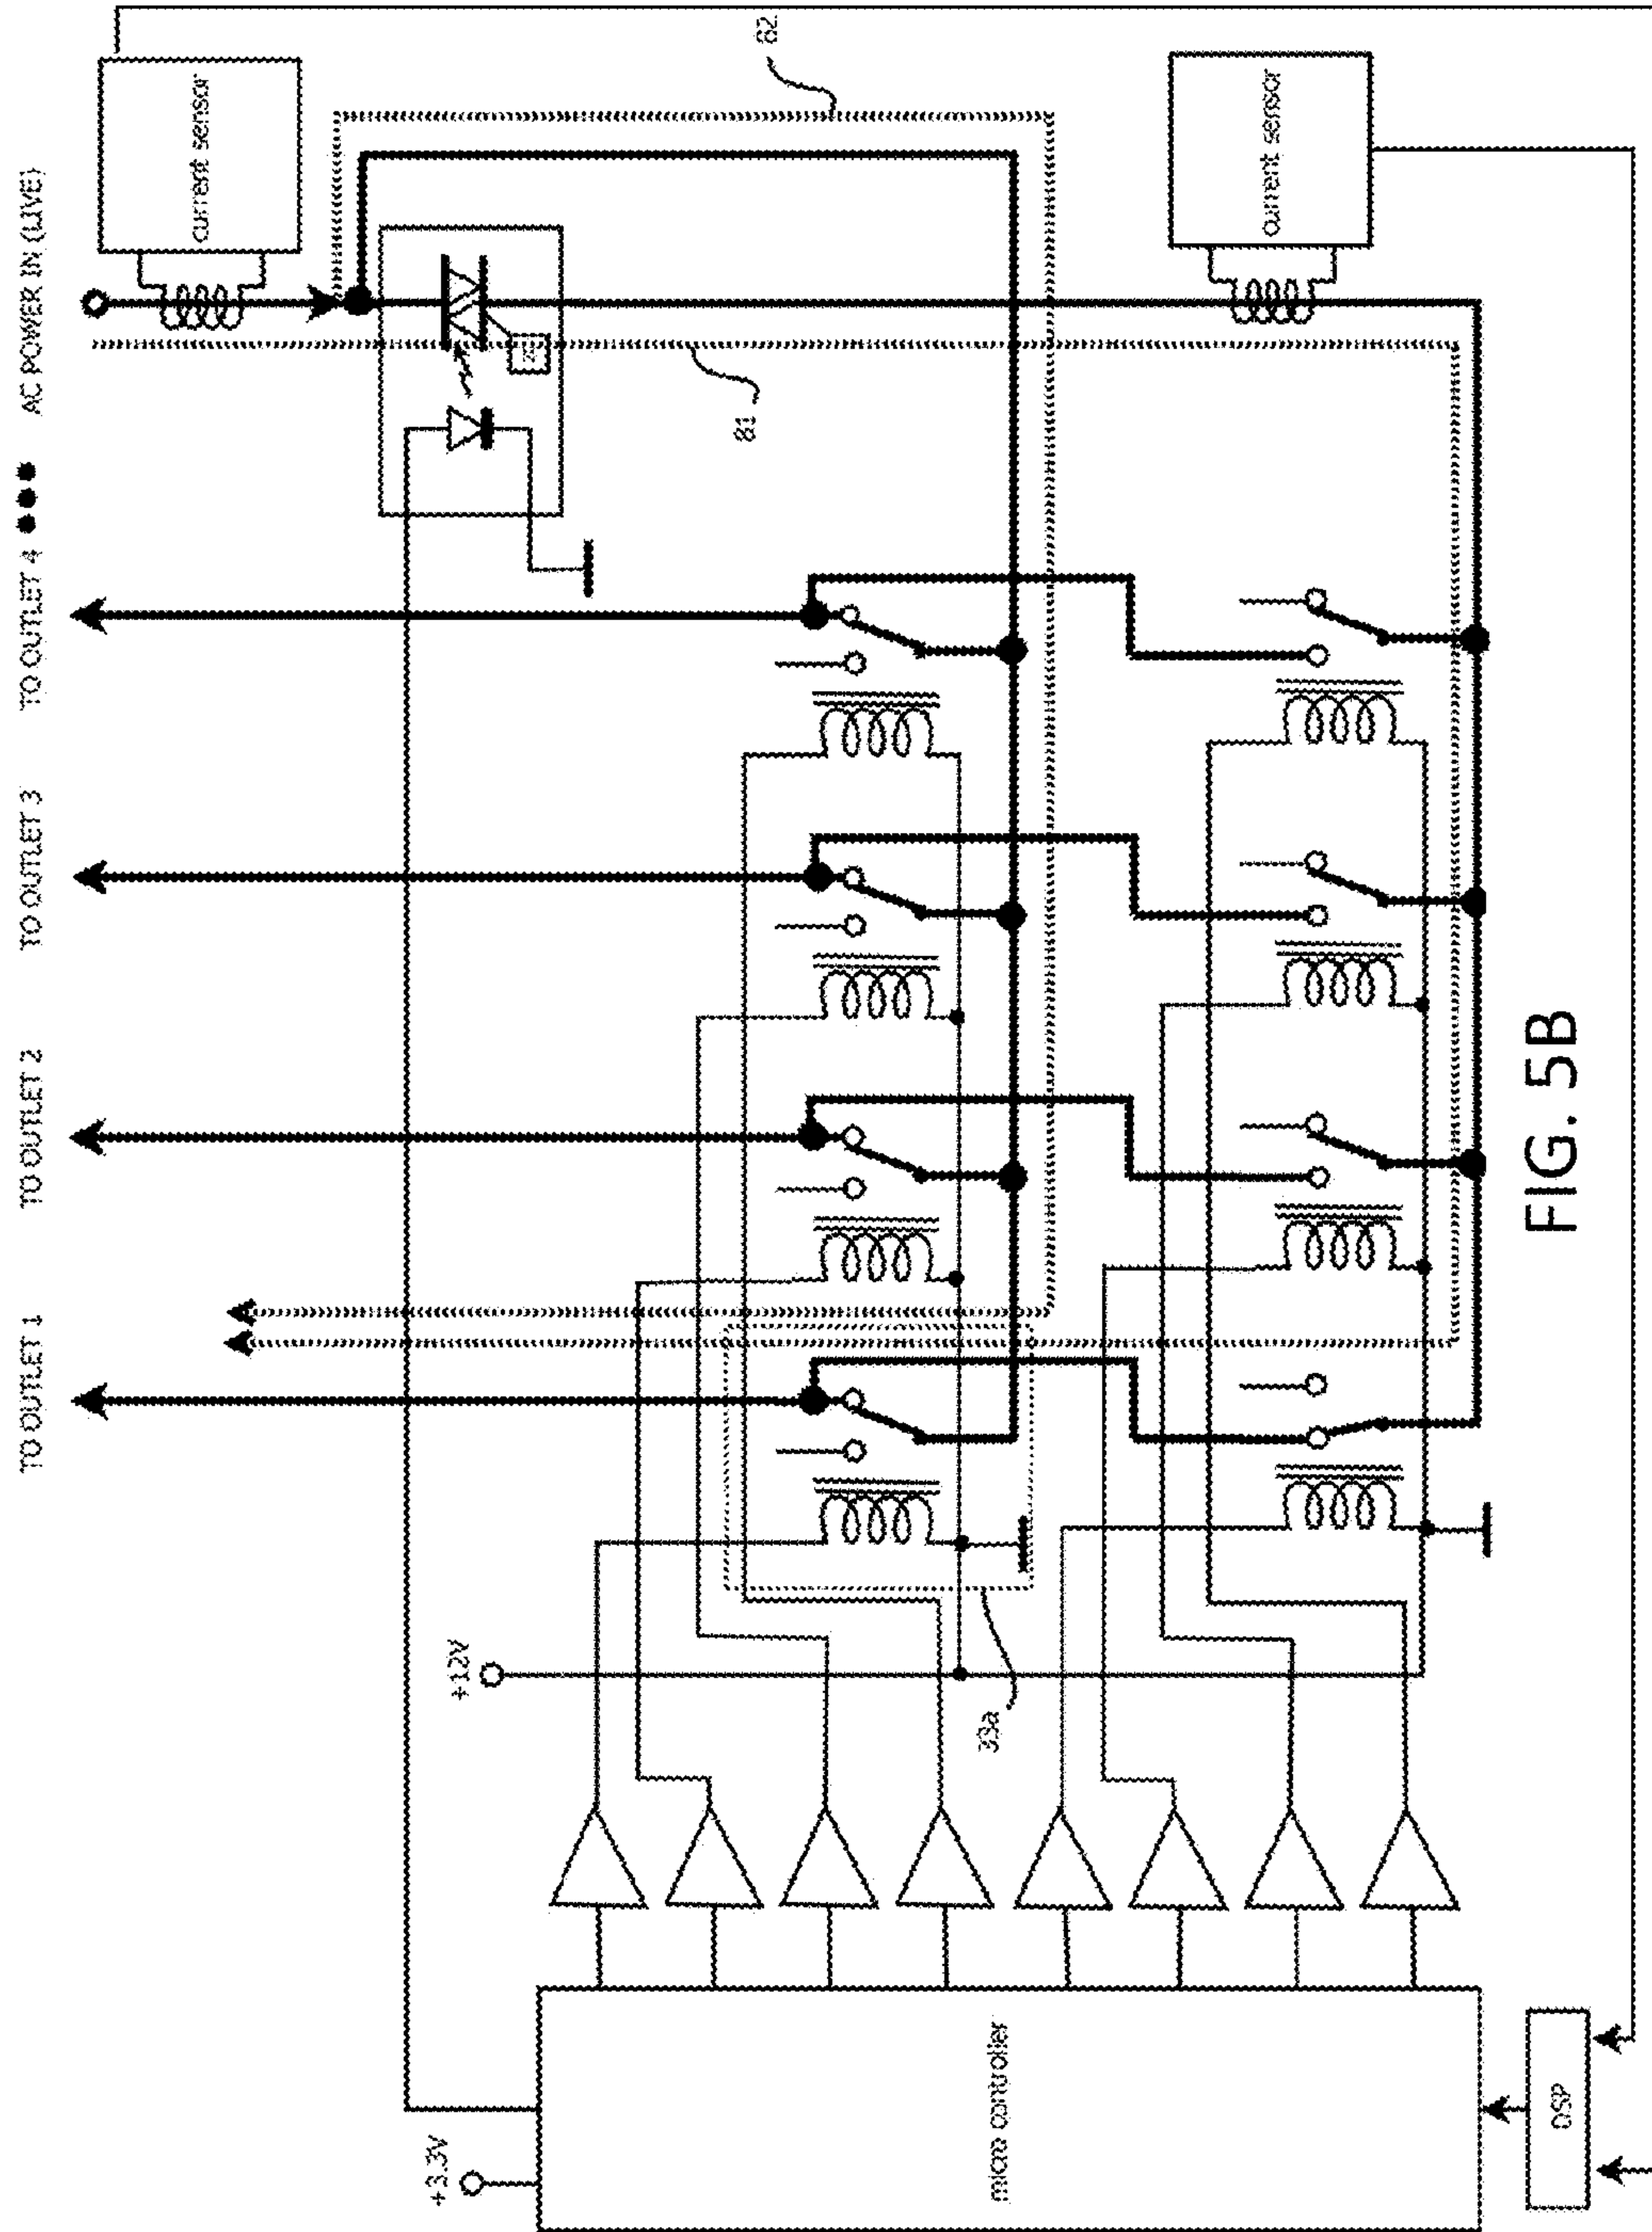 TO OUTLET 1
TO OUTLET 2
TO OUTLET 3
TO OUTLET 4
AC POWER IN (LIVE)
current sensor
82
81
current sensor
+12V
33a
+3.3V
micro controller
DSP
FIG. 5B